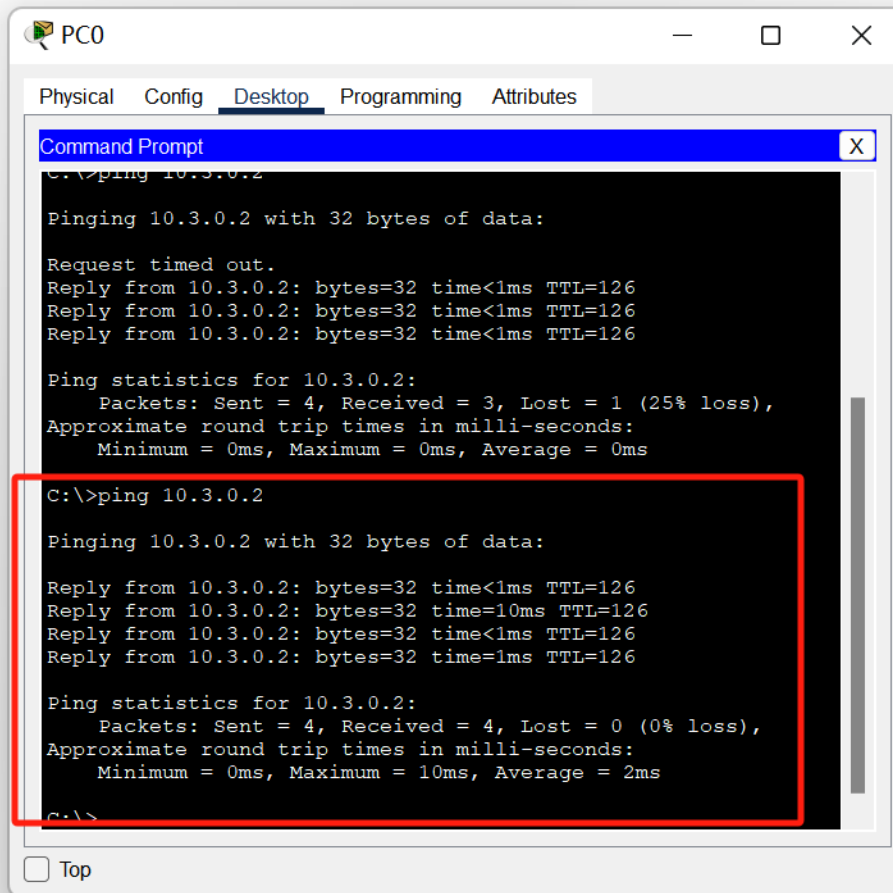 PC0
Physical Config Desktop Programming Attributes
Command Prompt
X
C:\>ping 10.3.0.2
Pinging 10.3.0.2 with 32 bytes of data:
Request timed out.
Reply from 10.3.0.2: bytes=32 time<1ms TTL=126
Reply from 10.3.0.2: bytes=32 time<1ms TTL=126
Reply from 10.3.0.2: bytes=32 time<1ms TTL=126
Ping statistics for 10.3.0.2:
Packets: Sent = 4, Received = 3, Lost = 1 (25% loss),
Approximate round trip times in milli-seconds:
Minimum = 0ms, Maximum = 0ms, Average = 0ms
C:\>ping 10.3.0.2
Pinging 10.3.0.2 with 32 bytes of data:
Reply from 10.3.0.2: bytes=32 time<1ms TTL=126
Reply from 10.3.0.2: bytes=32 time=10ms TTL=126
Reply from 10.3.0.2: bytes=32 time<1ms TTL=126
Reply from 10.3.0.2: bytes=32 time=1ms TTL=126
Ping statistics for 10.3.0.2:
Packets: Sent = 4, Received = 4, Lost = 0 (0% loss),
Approximate round trip times in milli-seconds:
Minimum = 0ms, Maximum = 10ms, Average = 2ms
C:\>
Top